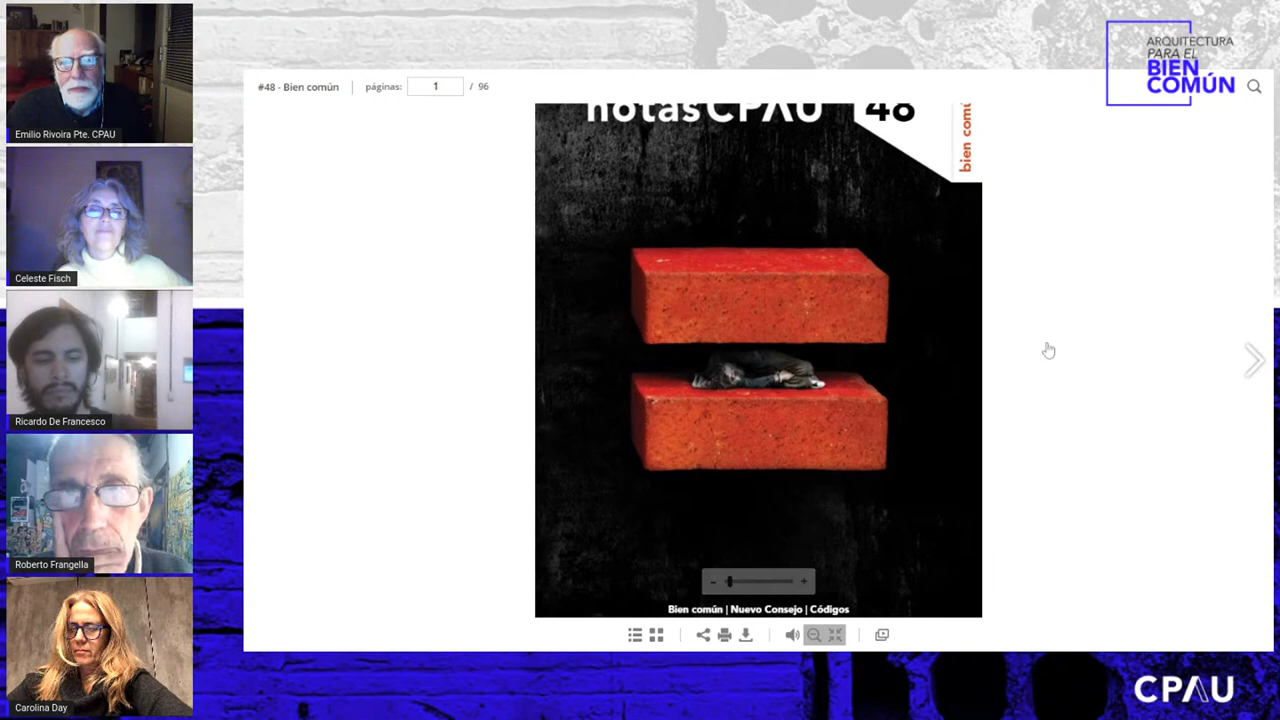 Emilio Rivoira Pte. CPAU
Celeste Fisch
Ricardo De Francesco
Roberto Frangella
Carolina Day
#48 - Bien común
páginas:
1
/ 96
ARQUITECTURA
PARA EL
BIEN
COMÚN
notasCPAU
48
bien comú
Bien común | Nuevo Consejo | Códigos
CPAU